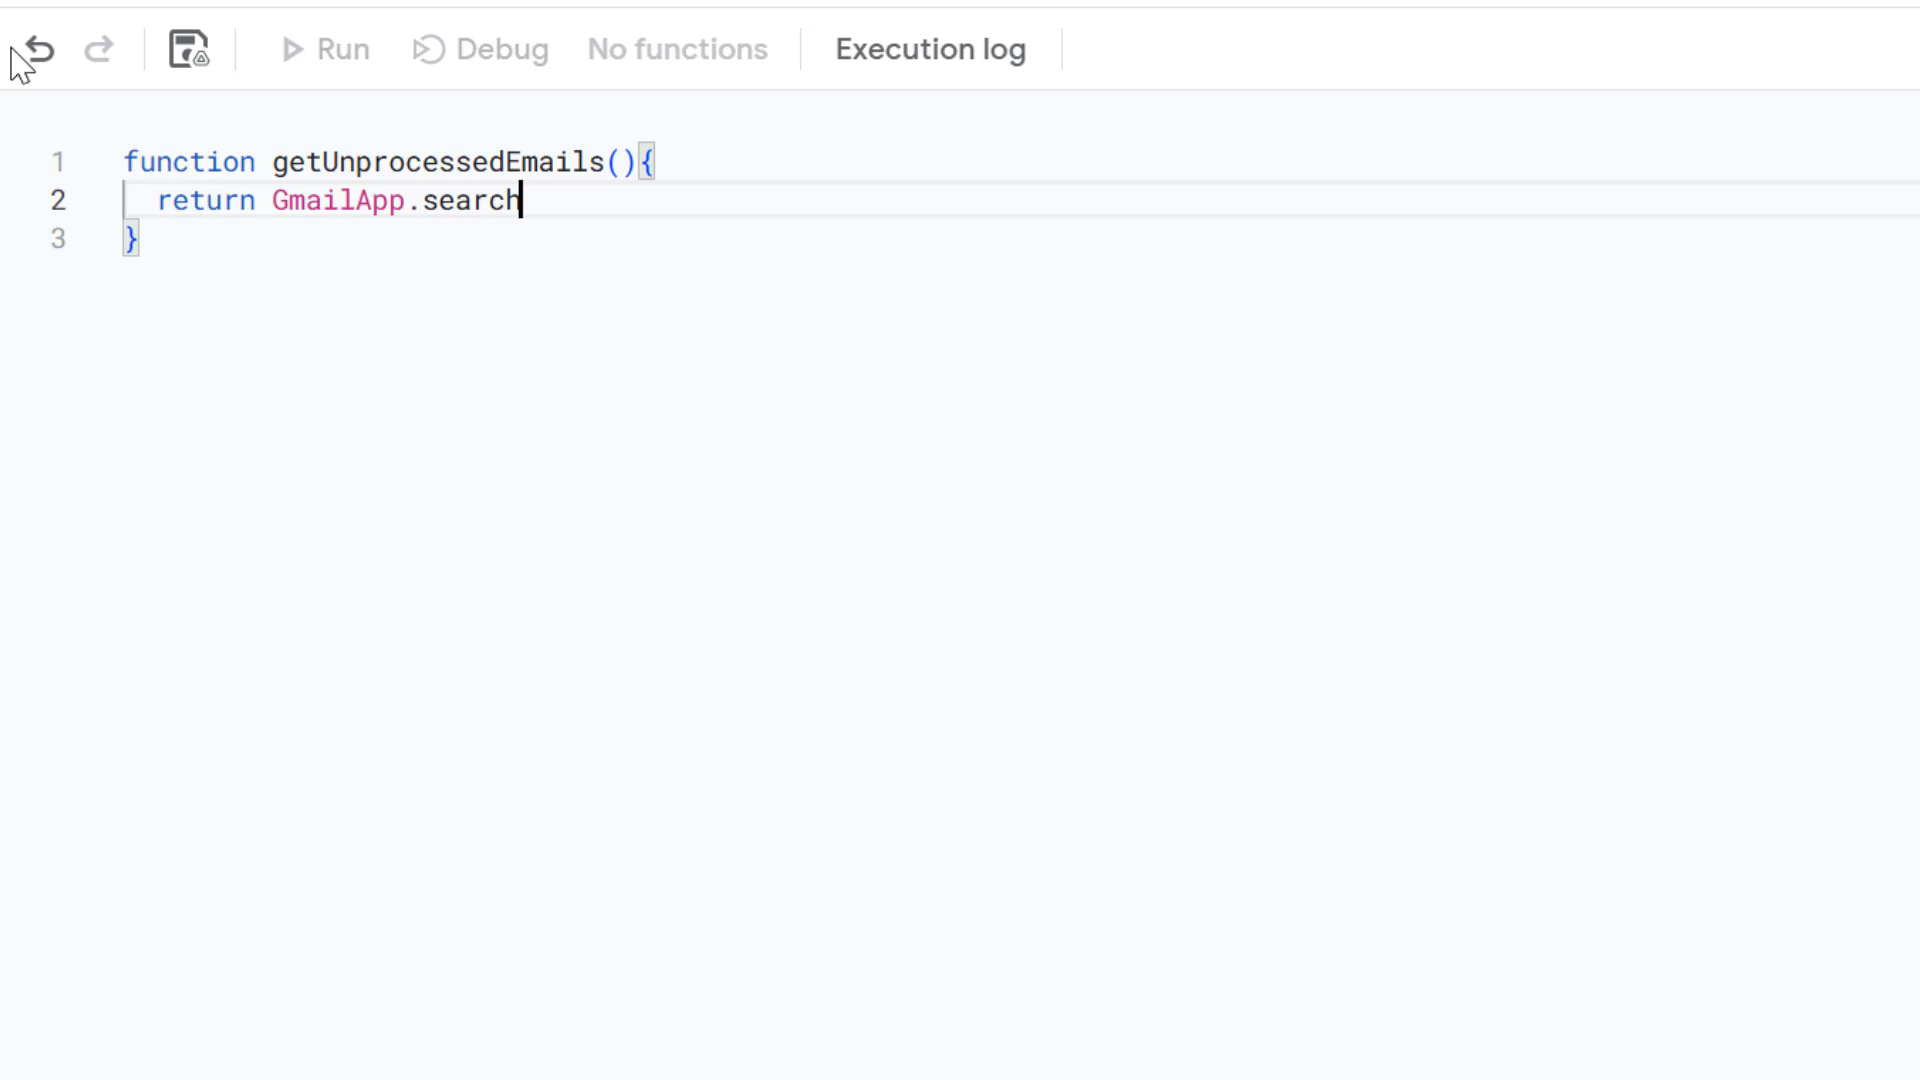 Run Debug No functions Execution log
1 function getUnprocessedEmails(){
2 return GmailApp.search
3 }